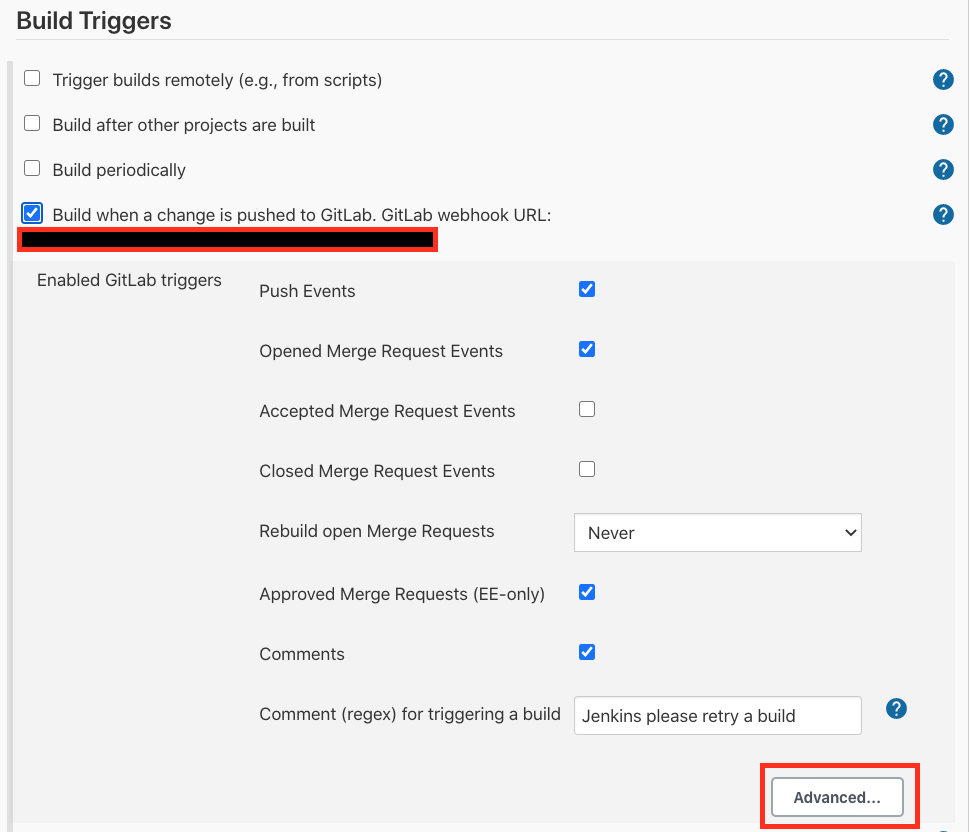 Build Triggers
Trigger builds remotely (e.g., from scripts)
?
Build after other projects are built
?
Build periodically
?
Build when a change is pushed to GitLab. GitLab webhook URL:
?
Enabled GitLab triggers
Push Events
Opened Merge Request Events
Accepted Merge Request Events
Closed Merge Request Events
Rebuild open Merge Requests
Never
Approved Merge Requests (EE-only)
Comments
Comment (regex) for triggering a build
Jenkins please retry a build
?
Advanced...